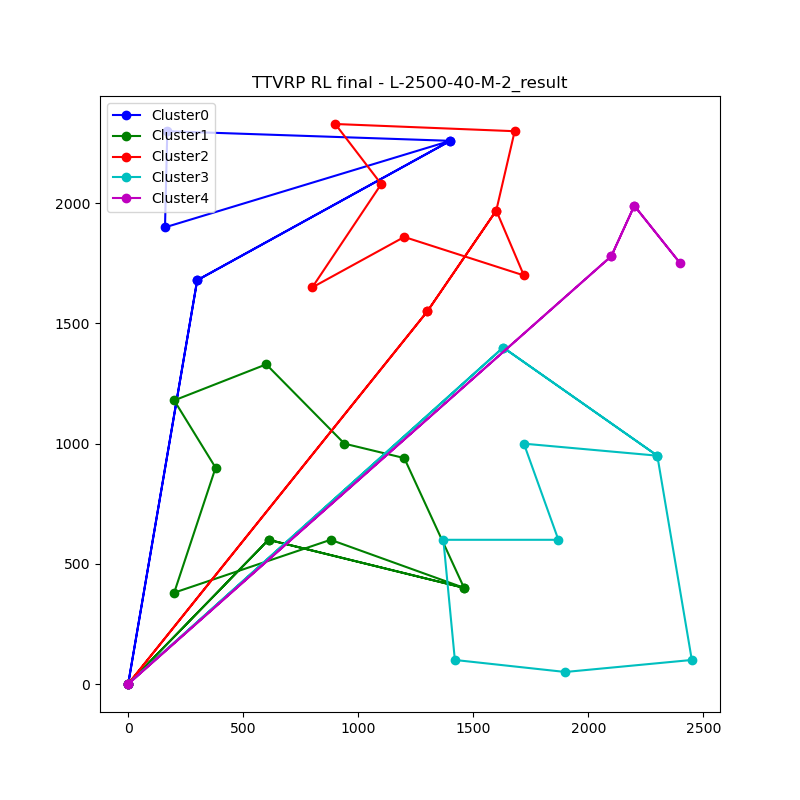 TTVRP RL final - L-2500-40-M-2_result
Cluster0
Cluster1
Cluster2
Cluster3
Cluster4
2000
1500
1000
500
0
0 500 1000 1500 2000 2500